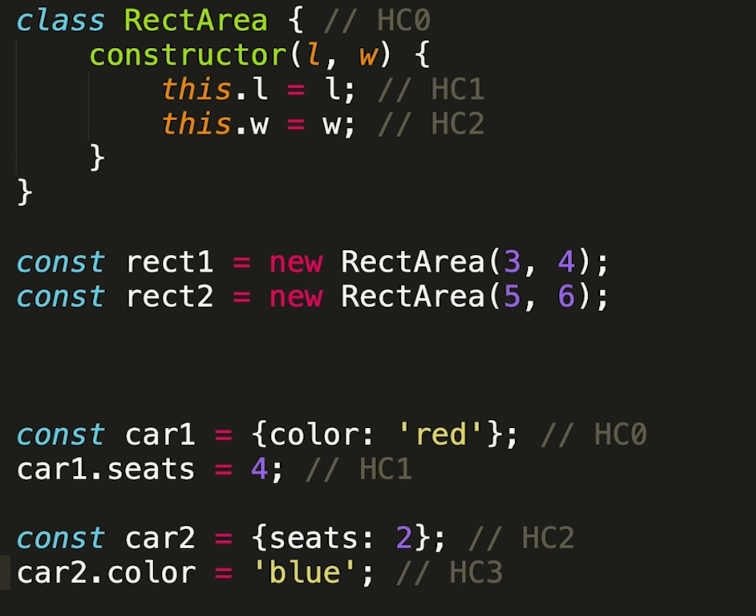 class RectArea { // HC0
constructor(l, w) {
this.l = l; // HC1
this.w = w; // HC2
}
}
const rect1 = new RectArea(3, 4);
const rect2 = new RectArea(5, 6);
const car1 = {color: 'red'}; // HC0
car1.seats = 4; // HC1
const car2 = {seats: 2}; // HC2
car2.color = 'blue'; // HC3